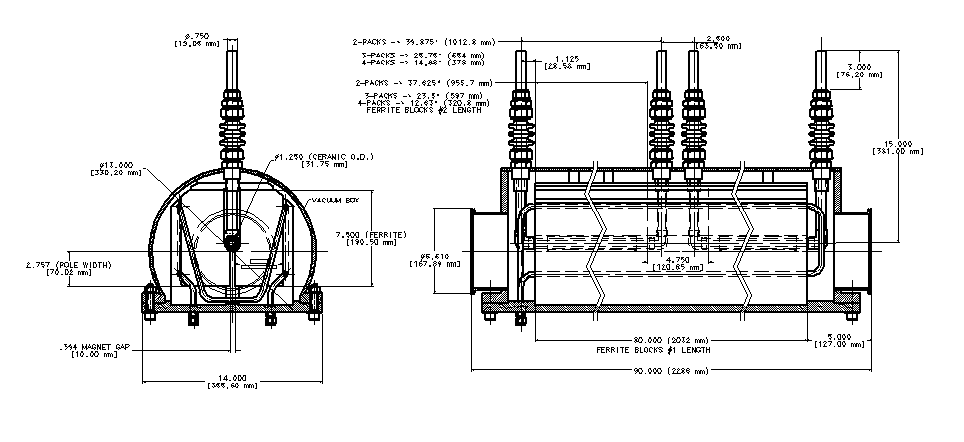 ø.750
[19.05 mm]
2-PACKS -> 39.875" (1012.8 mm)
3-PACKS -> 25.75" (654 mm)
4-PACKS -> 14.88" (378 mm)
2-PACKS -> 37.625" (955.7 mm)
3-PACKS -> 23.5" (597 mm)
4-PACKS -> 12.63" (320.8 mm)
FERRITE BLOCKS #2 LENGTH
1.125
[28.58 mm]
2.500
[63.50 mm]
3.000
[76.20 mm]
15.000
[381.00 mm]
ø13.000
[330.20 mm]
ø1.250 (CERAMIC O.D.)
[31.75 mm]
VACUUM BOX
7.500 (FERRITE)
[190.50 mm]
2.757 (POLE WIDTH)
[70.02 mm]
.394 MAGNET GAP
[10.00 mm]
14.000
[355.60 mm]
ø6.610
[167.89 mm]
4.750
[120.65 mm]
80.000 (2032 mm)
FERRITE BLOCKS #1 LENGTH
5.000
[127.00 mm]
90.000 (2286 mm)